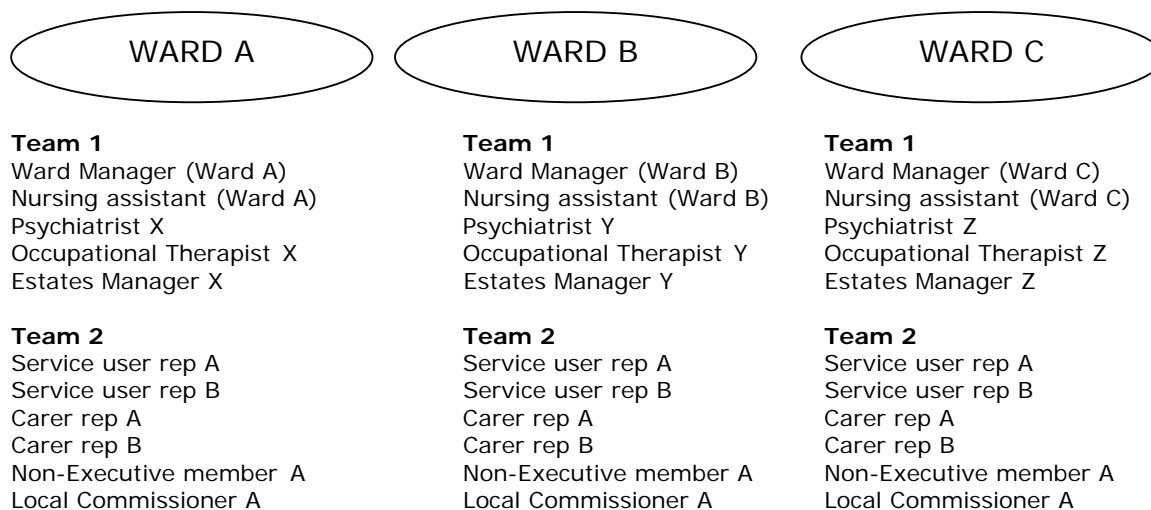 WARD A
WARD B
WARD C
Team 1
Ward Manager (Ward A)
Nursing assistant (Ward A)
Psychiatrist X
Occupational Therapist X
Estates Manager X
Team 2
Service user rep A
Service user rep B
Carer rep A
Carer rep B
Non-Executive member A
Local Commissioner A
Team 1
Ward Manager (Ward B)
Nursing assistant (Ward B)
Psychiatrist Y
Occupational Therapist Y
Estates Manager Y
Team 2
Service user rep A
Service user rep B
Carer rep A
Carer rep B
Non-Executive member A
Local Commissioner A
Team 1
Ward Manager (Ward C)
Nursing assistant (Ward C)
Psychiatrist Z
Occupational Therapist Z
Estates Manager Z
Team 2
Service user rep A
Service user rep B
Carer rep A
Carer rep B
Non-Executive member A
Local Commissioner A